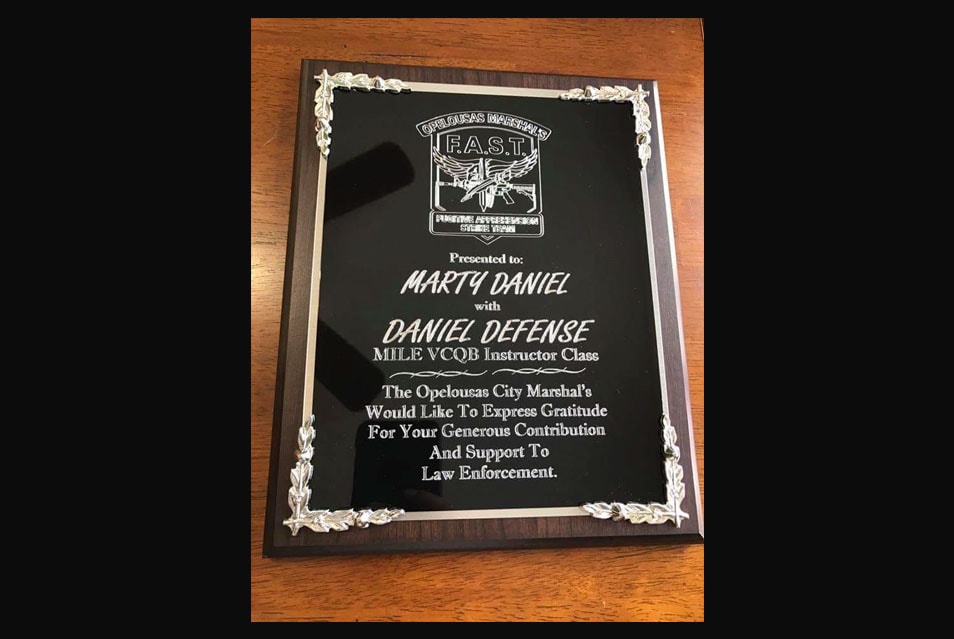 OPELOUSAS MARSHAL'S
F.A.S.T.
FUGITIVE APPREHENSION
STRIKE TEAM
Presented to:
MARTY DANIEL
with
DANIEL DEFENSE
MILE VCQB Instructor Class
The Opelousas City Marshal's
Would Like To Express Gratitude
For Your Generous Contribution
And Support To
Law Enforcement.